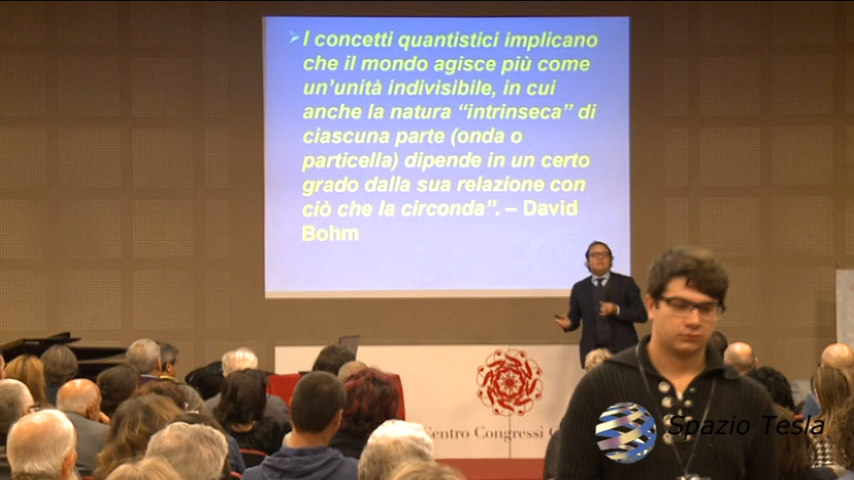 I concetti quantistici implicano
che il mondo agisce più come
un'unità indivisibile, in cui
anche la natura “intrinseca” di
ciascuna parte (onda o
particella) dipende in un certo
grado dalla sua relazione con
ciò che la circonda”. – David
Bohm
Centro Congressi
Spazio Tesla